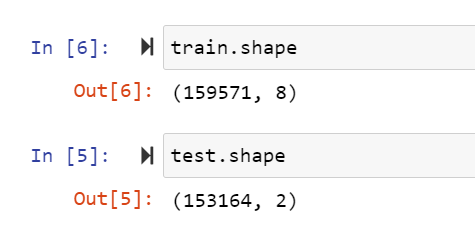 In [6]: train.shape
Out[6]: (159571, 8)
In [5]: test.shape
Out[5]: (153164, 2)